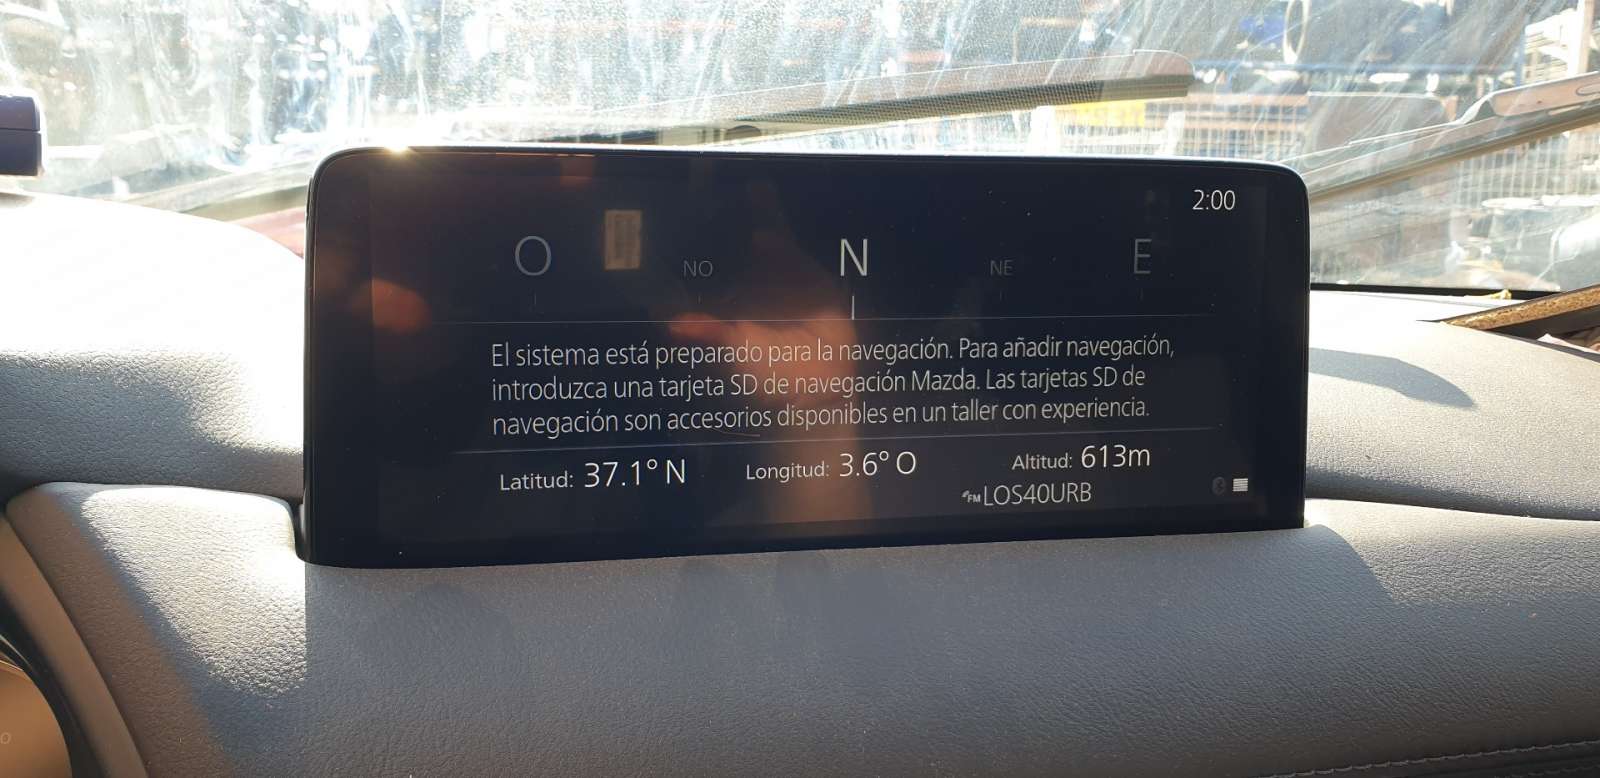 2:00
O NO N NE E
El sistema está preparado para la navegación. Para añadir navegación,
introduzca una tarjeta SD de navegación Mazda. Las tarjetas SD de
navegación son accesorios disponibles en un taller con experiencia.
Latitud: 37.1° N Longitud: 3.6° O Altitud: 613m
FM LOS40URB